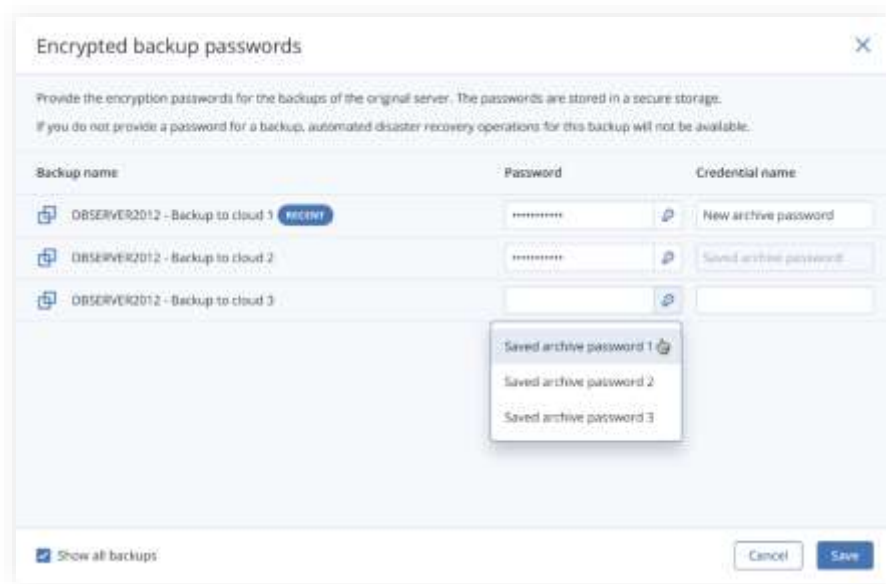 Encrypted backup passwords
Provide the encryption passwords for the backups of the original server. The passwords are stored in a secure storage.
If you do not provide a password for a backup, automated disaster recovery operations for this backup will not be available.
Backup name Password Credential name
OBSERVER2012 - Backup to cloud 1 RECENT New archive password
OBSERVER2012 - Backup to cloud 2 Saved archive password
OBSERVER2012 - Backup to cloud 3
Saved archive password 1
Saved archive password 2
Saved archive password 3
Show all backups Cancel Save